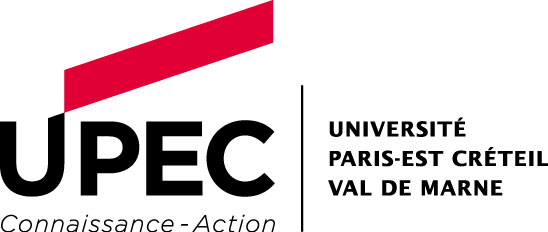 UPEC
Connaissance - Action
UNIVERSITÉ
PARIS-EST CRÉTEIL
VAL DE MARNE